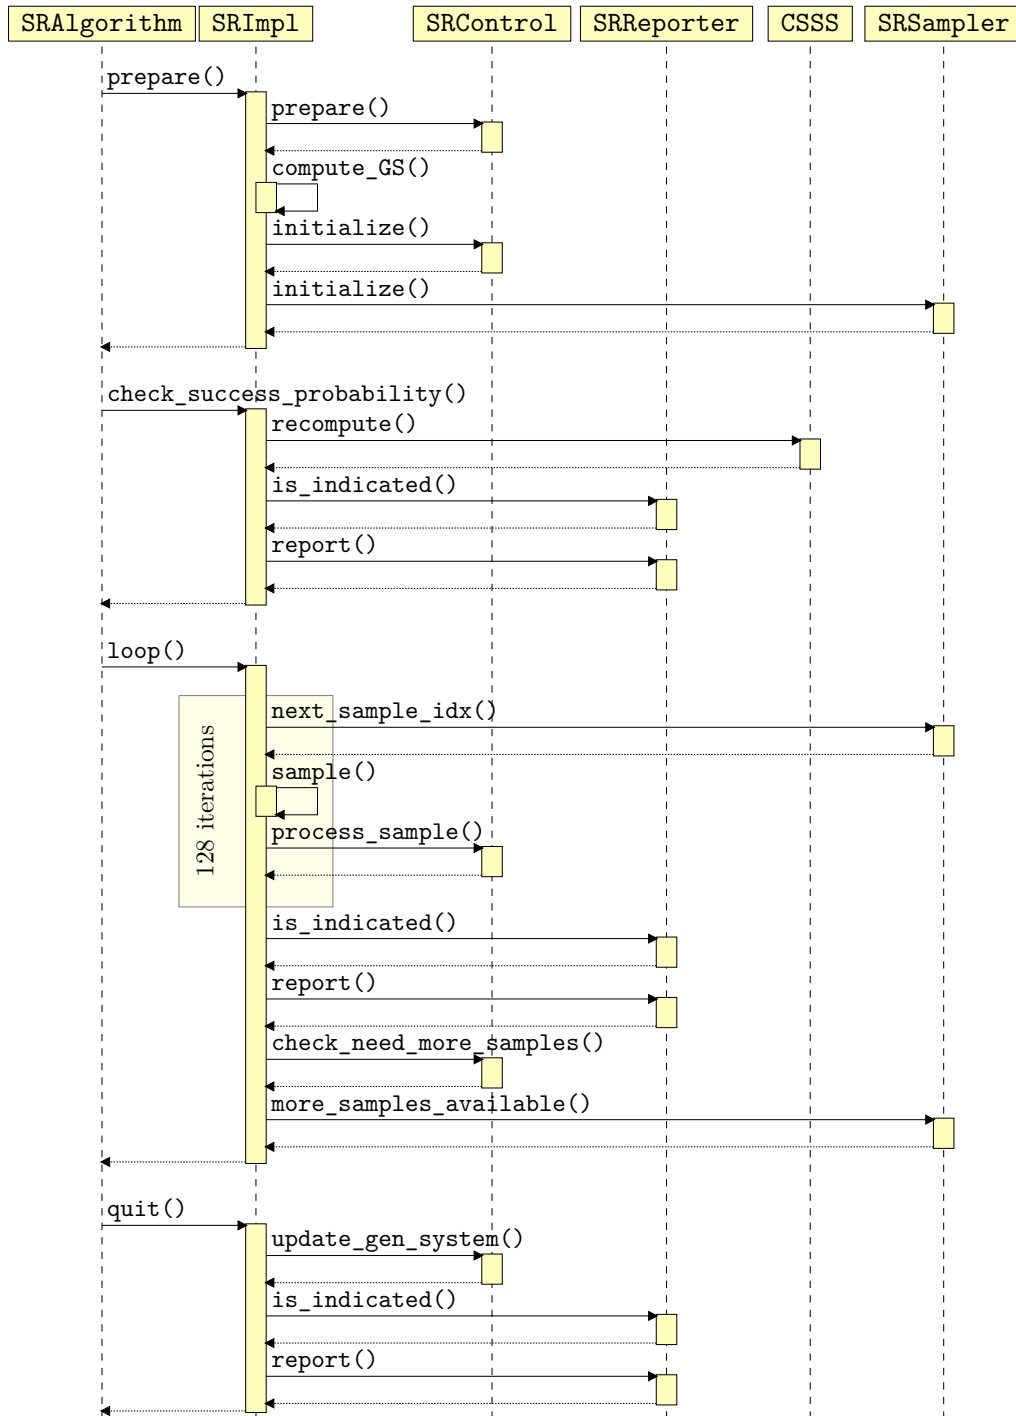 SRAlgorithm SRImpl SRControl SRReporter CSSS SRSampler
prepare()
prepare()
compute_GS()
initialize()
initialize()
check_success_probability()
recompute()
is_indicated()
report()
loop()
128 iterations
next_sample_idx()
sample()
process_sample()
is_indicated()
report()
check_need_more_samples()
more_samples_available()
quit()
update_gen_system()
is_indicated()
report()